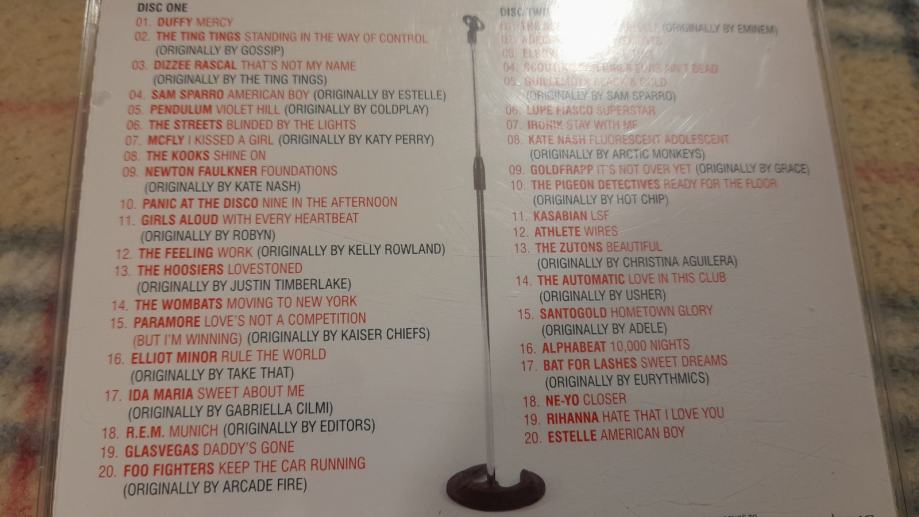 DISC ONE
01. DUFFY MERCY
02. THE TING TINGS STANDING IN THE WAY OF CONTROL
(ORIGINALLY BY GOSSIP)
03. DIZZEE RASCAL THAT'S NOT MY NAME
(ORIGINALLY BY THE TING TINGS)
04. SAM SPARRO AMERICAN BOY (ORIGINALLY BY ESTELLE)
05. PENDULUM VIOLET HILL (ORIGINALLY BY COLDPLAY)
06. THE STREETS BLINDED BY THE LIGHTS
07. MCFLY I KISSED A GIRL (ORIGINALLY BY KATY PERRY)
08. THE KOOKS SHINE ON
09. NEWTON FAULKNER FOUNDATIONS
(ORIGINALLY BY KATE NASH)
10. PANIC AT THE DISCO NINE IN THE AFTERNOON
11. GIRLS ALOUD WITH EVERY HEARTBEAT
(ORIGINALLY BY ROBYN)
12. THE FEELING WORK (ORIGINALLY BY KELLY ROWLAND)
13. THE HOOSIERS LOVESTONED
(ORIGINALLY BY JUSTIN TIMBERLAKE)
14. THE WOMBATS MOVING TO NEW YORK
15. PARAMORE LOVE'S NOT A COMPETITION
(BUT I'M WINNING) (ORIGINALLY BY KAISER CHIEFS)
16. ELLIOT MINOR RULE THE WORLD
(ORIGINALLY BY TAKE THAT)
17. IDA MARIA SWEET ABOUT ME
(ORIGINALLY BY GABRIELLA CILMI)
18. R.E.M. MUNICH (ORIGINALLY BY EDITORS)
19. GLASVEGAS DADDY'S GONE
20. FOO FIGHTERS KEEP THE CAR RUNNING
(ORIGINALLY BY ARCADE FIRE)
DISC TWO
(ORIGINALLY BY EMINEM)
04. AIN'T DEAD
05. GUILLEMOTS BLACK & GOLD
(ORIGINALLY BY SAM SPARRO)
06. LUPE FIASCO SUPERSTAR
07. IRONIK STAY WITH ME
08. KATE NASH FLUORESCENT ADOLESCENT
(ORIGINALLY BY ARCTIC MONKEYS)
09. GOLDFRAPP IT'S NOT OVER YET (ORIGINALLY BY GRACE)
10. THE PIGEON DETECTIVES READY FOR THE FLOOR
(ORIGINALLY BY HOT CHIP)
11. KASABIAN LSF
12. ATHLETE WIRES
13. THE ZUTONS BEAUTIFUL
(ORIGINALLY BY CHRISTINA AGUILERA)
14. THE AUTOMATIC LOVE IN THIS CLUB
(ORIGINALLY BY USHER)
15. SANTOGOLD HOMETOWN GLORY
(ORIGINALLY BY ADELE)
16. ALPHABEAT 10,000 NIGHTS
17. BAT FOR LASHES SWEET DREAMS
(ORIGINALLY BY EURYTHMICS)
18. NE-YO CLOSER
19. RIHANNA HATE THAT I LOVE YOU
20. ESTELLE AMERICAN BOY